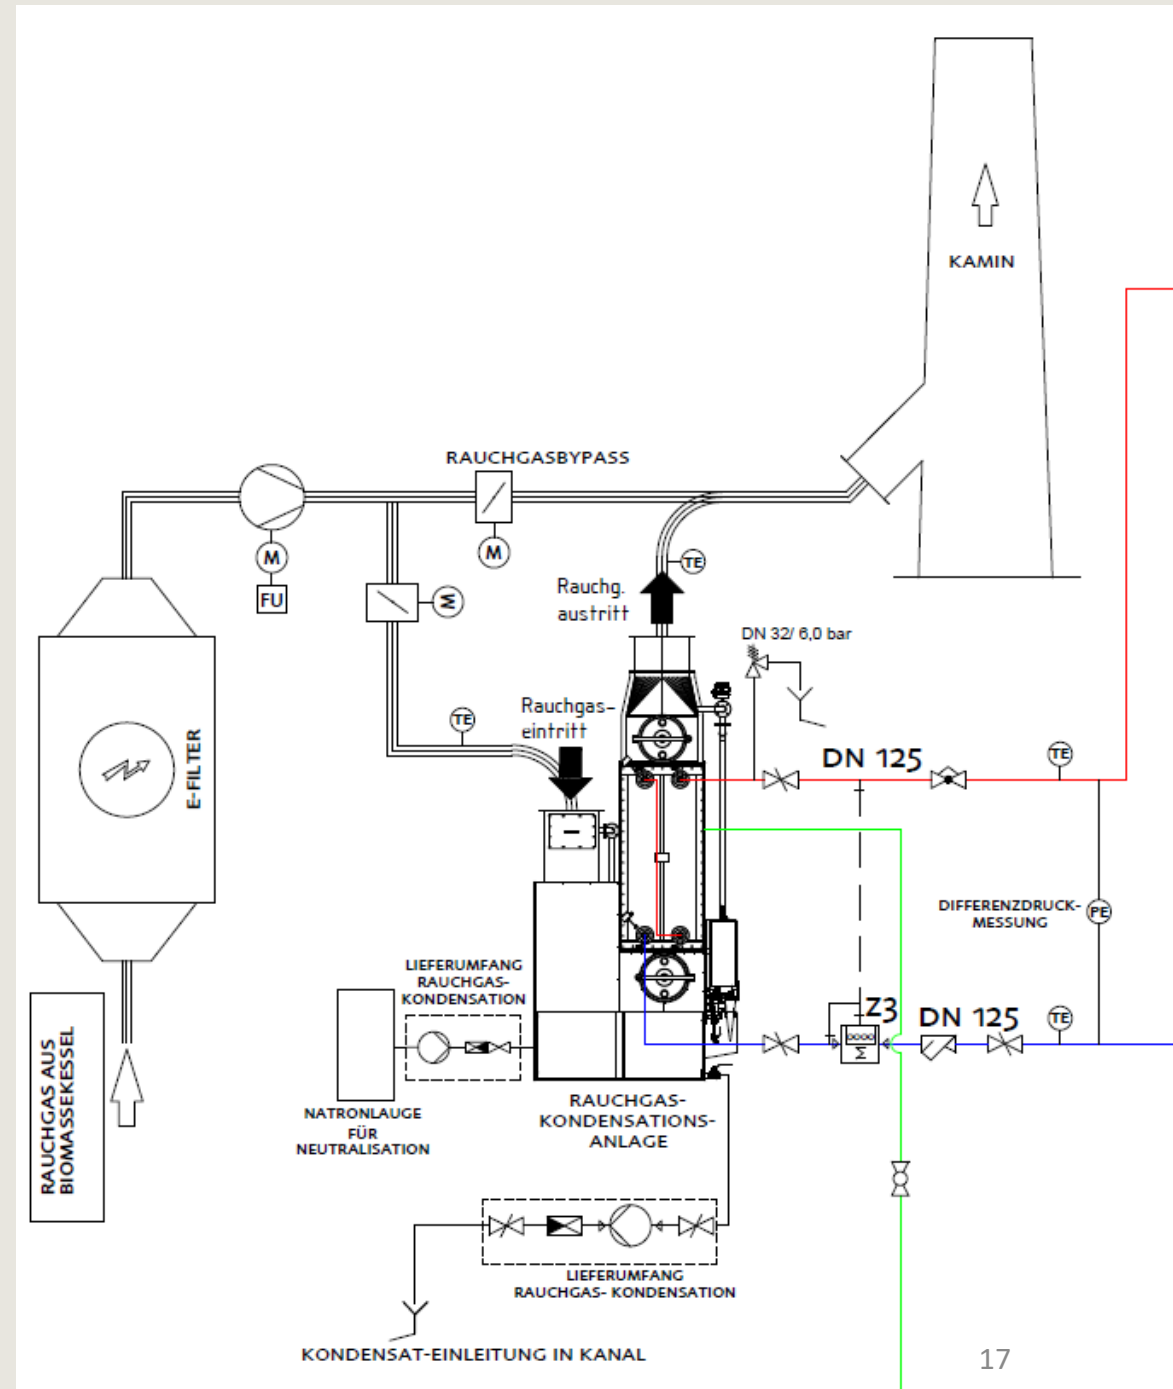 KAMIN
RAUCHGASBYPASS
M
M
FU
M
TE
Rauchg.
austritt
DN 32/ 6,0 bar
TE
Rauchgas-
eintritt
E-FILTER
DN 125
TE
DIFFERENZDRUCK-
MESSUNG
PE
LIEFERUMFANG
RAUCHGAS-
KONDENSATION
Z3
DN 125
TE
Σ
RAUCHGAS AUS
BIOMASSEKESSEL
NATRONLAUGE
FÜR
NEUTRALISATION
RAUCHGAS-
KONDENSATIONS-
ANLAGE
LIEFERUMFANG
RAUCHGAS- KONDENSATION
KONDENSAT-EINLEITUNG IN KANAL
17